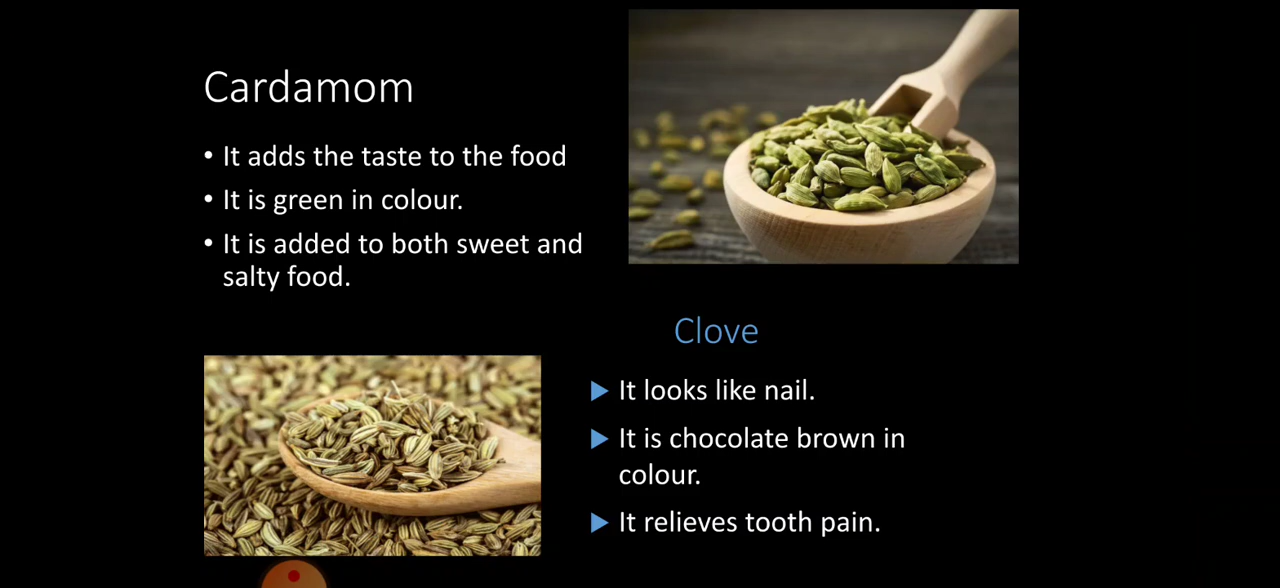 Cardamom
• It adds the taste to the food
• It is green in colour.
• It is added to both sweet and
salty food.
Clove
▶ It looks like nail.
▶ It is chocolate brown in
colour.
▶ It relieves tooth pain.